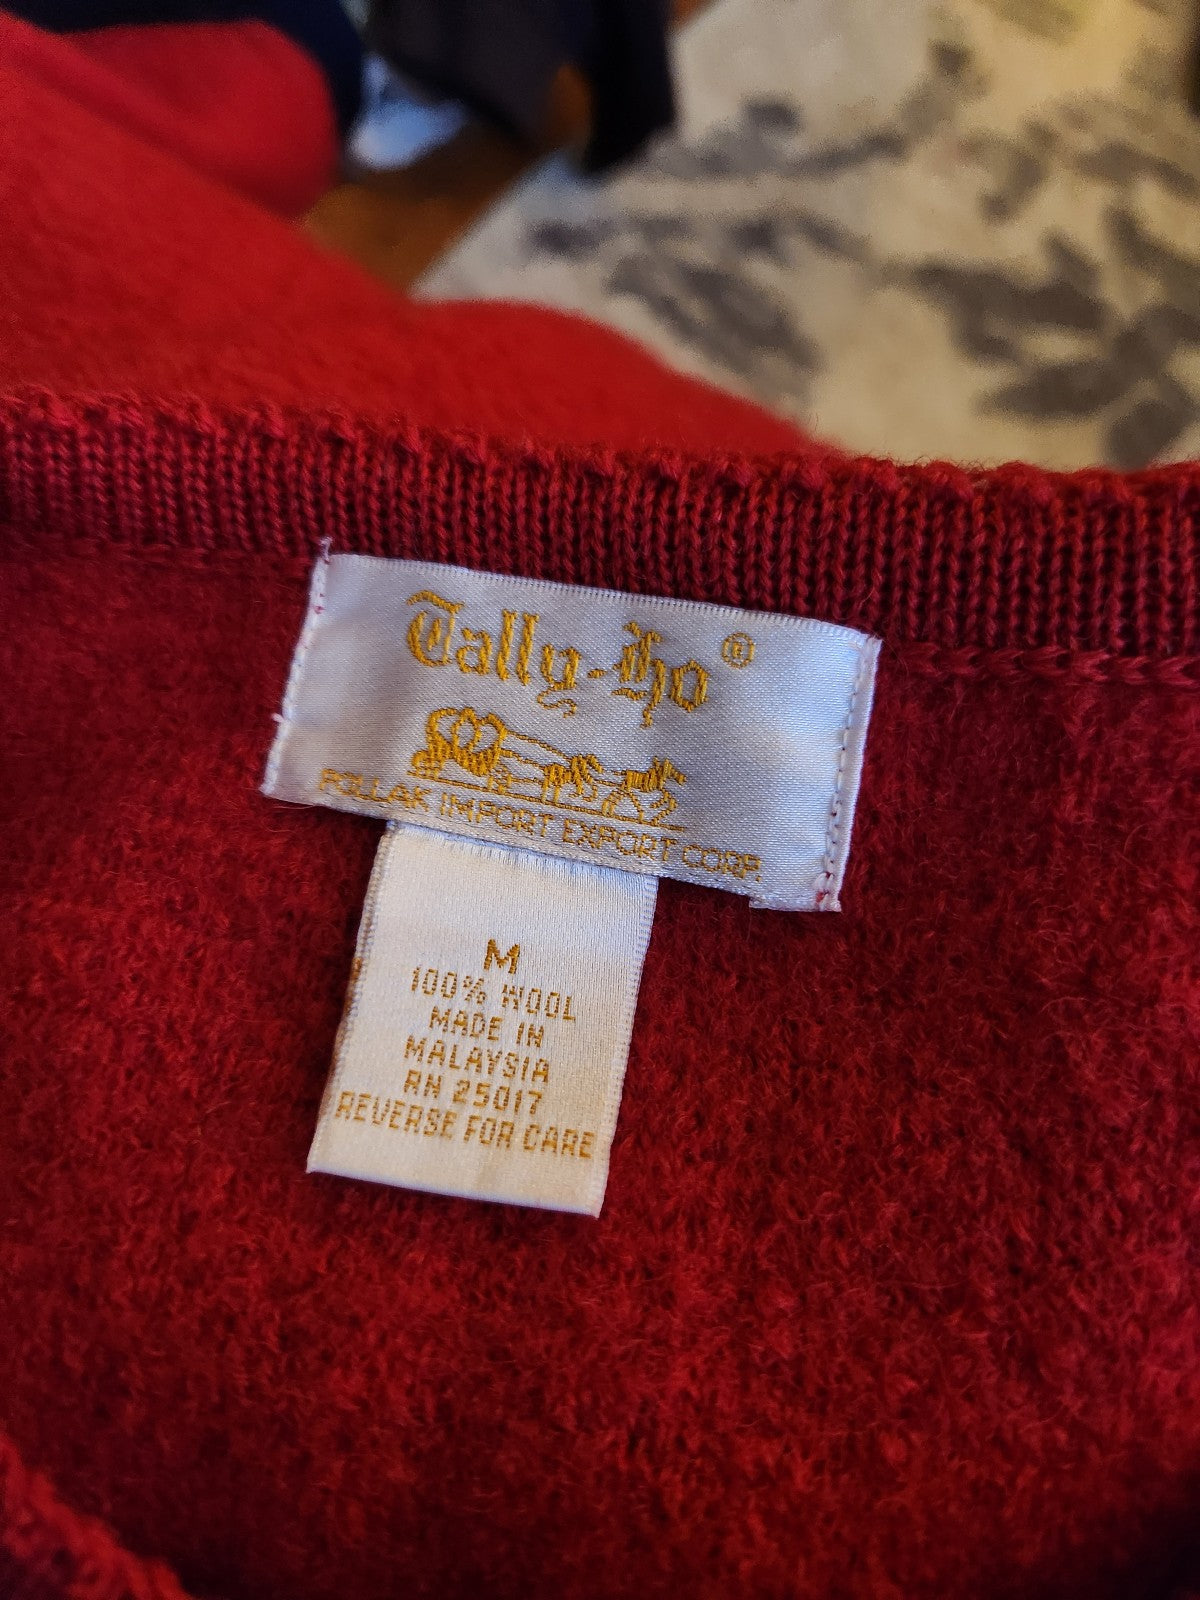 Tally-Ho ®
POLLAK IMPORT EXPORT CORP.
M
100% WOOL
MADE IN
MALAYSIA
RN 25017
REVERSE FOR CARE